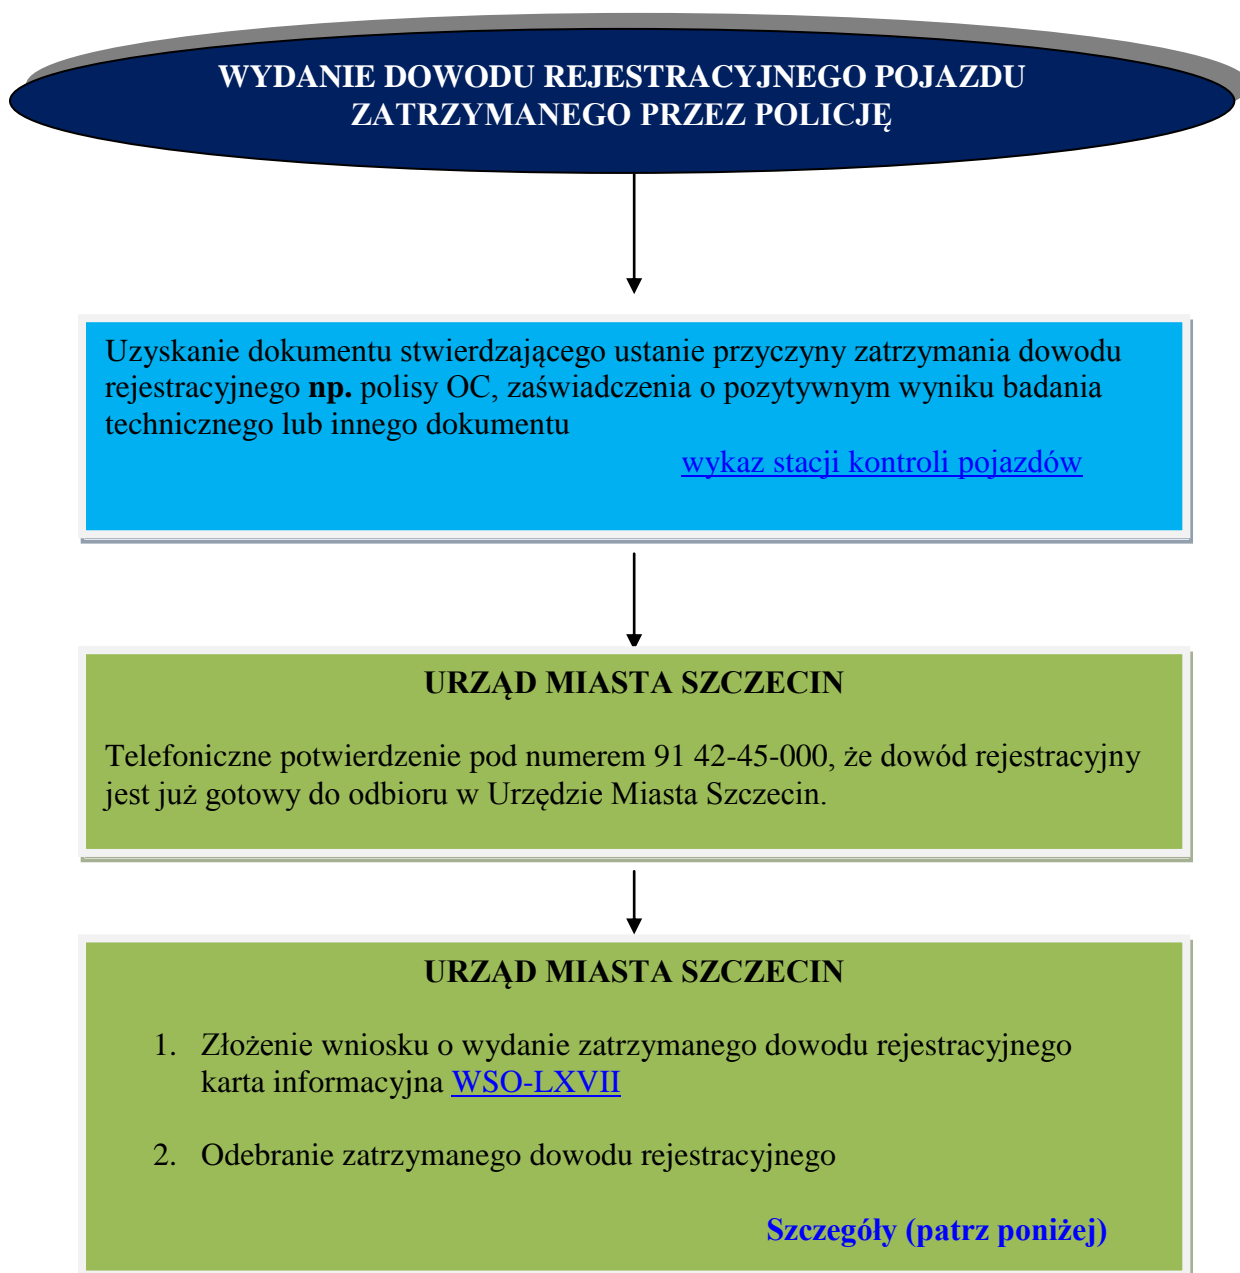 WYDANIE DOWODU REJESTRACYJNEGO POJAZDU
ZATRZYMANEGO PRZEZ POLICJĘ
Uzyskanie dokumentu stwierdzającego ustanie przyczyny zatrzymania dowodu
rejestracyjnego np. polisy OC, zaświadczenia o pozytywnym wyniku badania
technicznego lub innego dokumentu
wykaz stacji kontroli pojazdów
URZĄD MIASTA SZCZECIN
Telefoniczne potwierdzenie pod numerem 91 42-45-000, że dowód rejestracyjny
jest już gotowy do odbioru w Urzędzie Miasta Szczecin.
URZĄD MIASTA SZCZECIN
1. Złożenie wniosku o wydanie zatrzymanego dowodu rejestracyjnego
karta informacyjna WSO-LXVII
2. Odebranie zatrzymanego dowodu rejestracyjnego
Szczegóły (patrz poniżej)